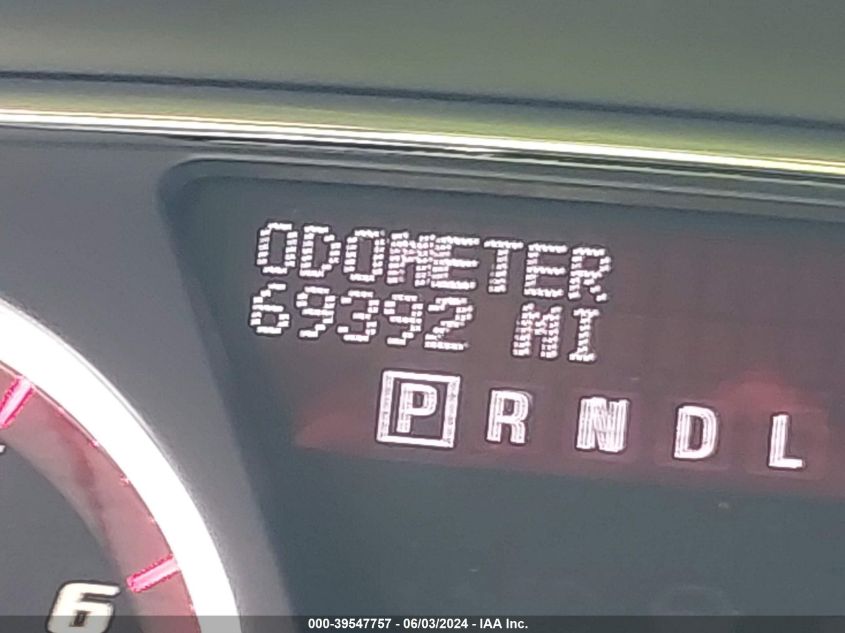 ODOMETER
69392 MI
P R N D L
6
000-39547757 - 06/03/2024 - IAA Inc.